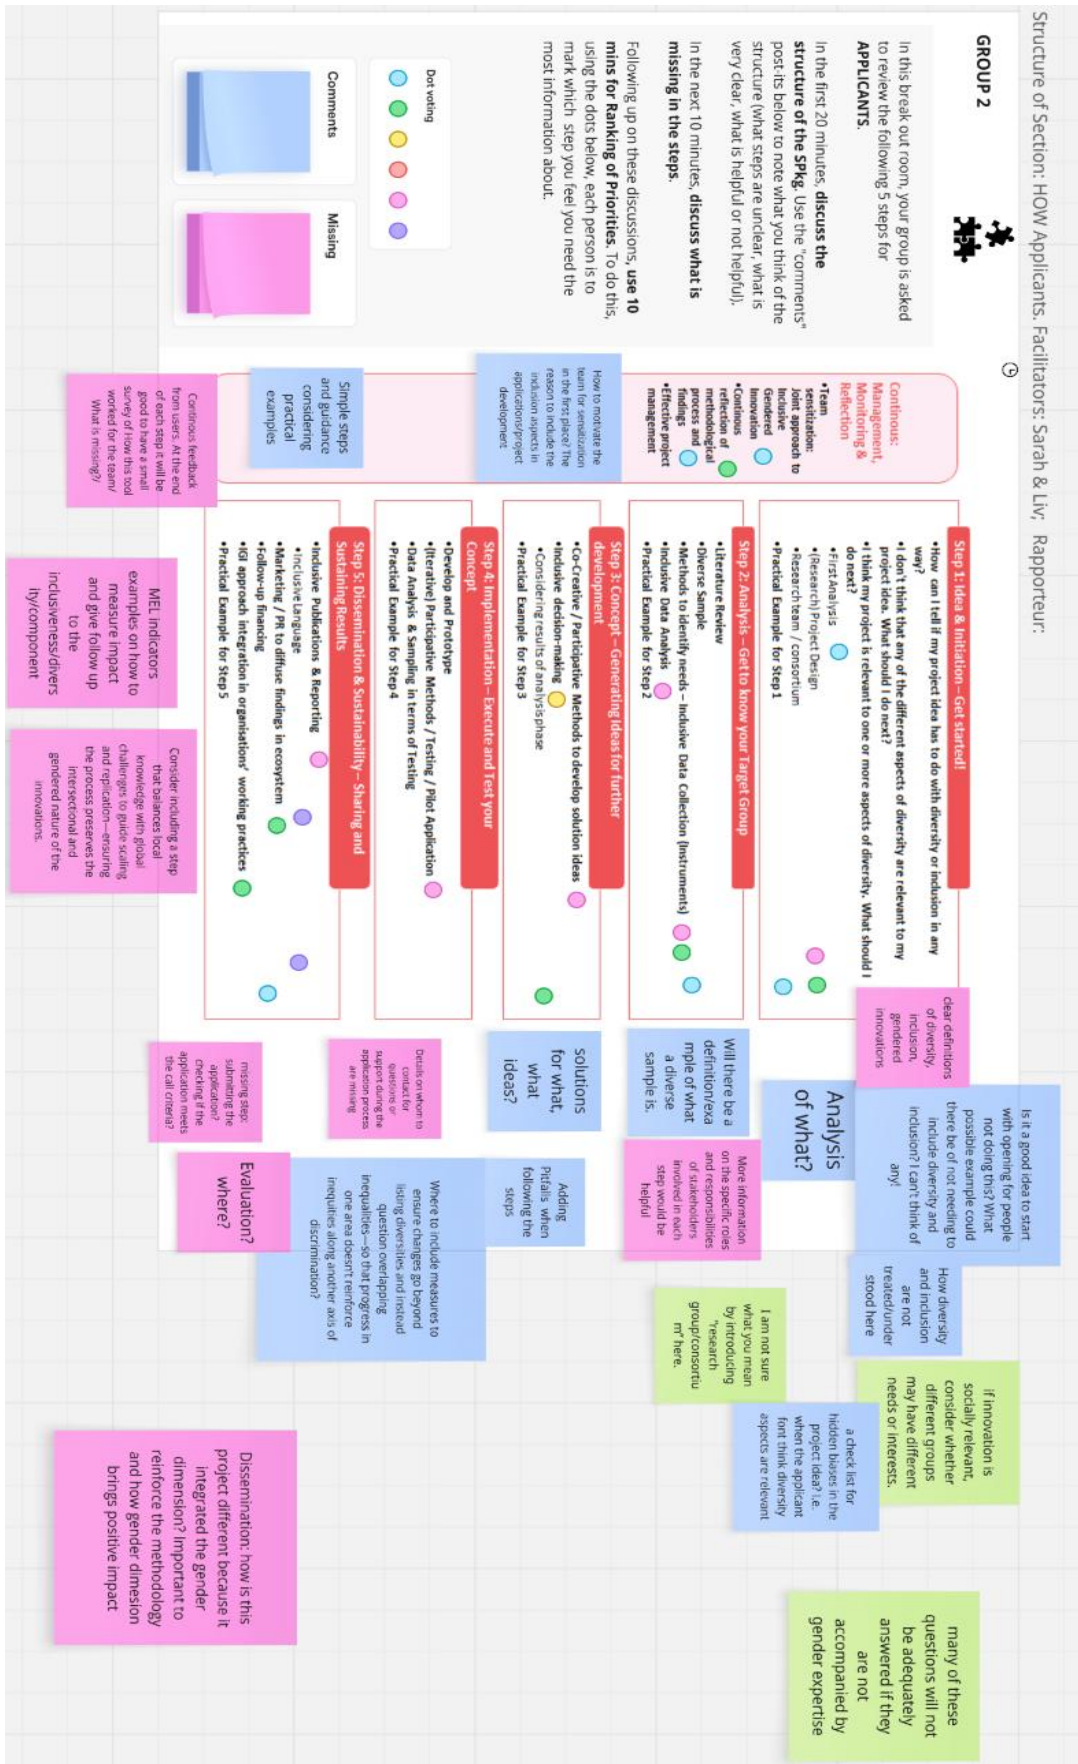 Structure of Section: HOW Applicants. Facilitators: Sarah & Liv; Rapporteur:
GROUP 2
In this break out room, your group is asked
to review the following 5 steps for
APPLICANTS.
In the first 20 minutes, discuss the
structure of the SPkg. Use the "comments"
post-its below to note what you think of the
structure (what steps are unclear, what is
very clear, what is helpful or not helpful).
In the next 10 minutes, discuss what is
missing in the steps.
Following up on these discussions, use 10
mins for Ranking of Priorities. To do this,
using the dots below, each person is to
mark which step you feel you need the
most information about.
Dot voting
Comments
Missing
Continous:
Management,
Monitoring &
Reflection
•Team
sensitization:
Joint approach to
Inclusive
Gendered
Innovation
•Continous
reflection of
methodological
process and
findings
•Effective project
management
How to motivate the
team for sensitization
in the first place? The
reason to include the
inclusion aspects in
applications/project
development
Simple steps
and guidance
considering
practical
examples
Continous feedback
from users. At the end
of each step it will be
good to have a small
survey of How this tool
worked for the team/
What is missing?/
Step 1: Idea & Initiation – Get started!
•How can I tell if my project idea has to do with diversity or inclusion in any
way?
•I don't think that any of the different aspects of diversity are relevant to my
project idea. What should I do next?
•I think my project is relevant to one or more aspects of diversity. What should I
do next?
•First Analysis
•(Research) Project Design
•Research team / consortium
•Practical Example for Step 1
Step 2: Analysis – Get to know your Target Group
•Literature Review
•Diverse Sample
•Methods to identify needs – Inclusive Data Collection (Instruments)
•Inclusive Data Analysis
•Practical Example for Step 2
Step 3: Concept – Generating Ideas for further
development
•Co-Creative / Participative Methods to develop solution ideas
•Inclusive decision-making
•Considering results of analysis phase
•Practical Example for Step 3
Step 4: Implementation – Execute and Test your
Concept
•Develop and Prototype
•(Iterative) Participative Methods / Testing / Pilot Application
•Data Analysis & Sampling in terms of Testing
•Practical Example for Step 4
Step 5: Dissemination & Sustainability – Sharing and
Sustaining Results
•Inclusive Publications & Reporting
•Inclusive Language
•Marketing / PR to diffuse findings in ecosystem
•Follow-up financing
•IGI approach integration in organisations' working practices
•Practical Example for Step 5
MEL indicators
examples on how to
measure impact
and give follow up
to the
inclusiveness/divers
ity/component
Consider including a step
that balances local
knowledge with global
challenges to guide scaling
and replication—ensuring
the process preserves the
intersectional and
gendered nature of the
innovations.
clear definitions
of diversity,
inclusion,
gendered
innovations
Is it a good idea to start
with opening for people
not doing this? What
possible example could
there be of not needing to
include diversity and
inclusion? I can't think of
any!
Analysis
of what?
Will there be a
definition/exa
mple of what
a diverse
sample is.
More information
on the specific roles
and responsibilities
of stakeholders
involved in each
step would be
helpful
solutions
for what,
what
ideas?
Adding
Pitfalls when
following the
steps
Details on whom to
contact for
questions or
support during the
application process
are missing
Where to include measures to
ensure changes go beyond
listing diversities and instead
question overlapping
inequalities—so that progress in
one area doesn't reinforce
inequities along another axis of
discrimination?
missing step:
submitting the
application?
checking if the
application meets
the call criteria?
Evaluation?
where?
How diversity
and inclusion
are not
treated/under
stood here
I am not sure
what you mean
by introducing
"research
group/consortiu
m" here.
if innovation is
socially relevant,
consider whether
different groups
may have different
needs or interests.
a check list for
hidden biases in the
project idea? i.e.
when the applicant
font think diversity
aspects are relevant
many of these
questions will not
be adequately
answered if they
are not
accompanied by
gender expertise
Dissemination: how is this
project different because it
integrated the gender
dimension? Important to
reinforce the methodology
and how gender dimesion
brings positive impact